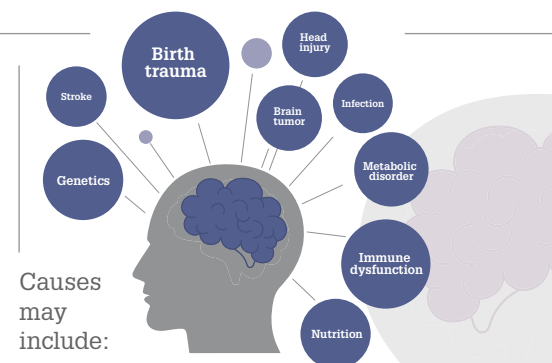 Birth
trauma
Head
injury
Stroke
Brain
tumor
Infection
Genetics
Metabolic
disorder
Immune
dysfunction
Nutrition
Causes
may
include: